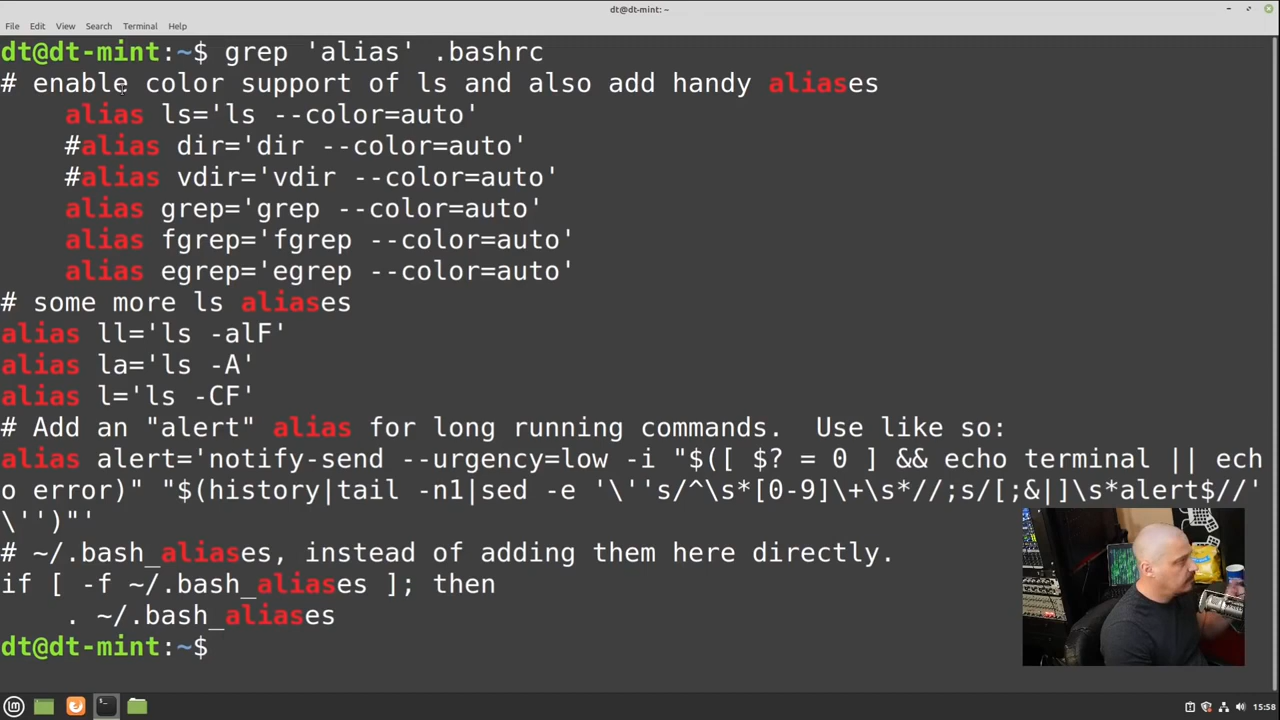 dt@dt-mint: ~
File Edit View Search Terminal Help
dt@dt-mint:~$ grep 'alias' .bashrc
# enable color support of ls and also add handy aliases
    alias ls='ls --color=auto'
    #alias dir='dir --color=auto'
    #alias vdir='vdir --color=auto'
    alias grep='grep --color=auto'
    alias fgrep='fgrep --color=auto'
    alias egrep='egrep --color=auto'
# some more ls aliases
alias ll='ls -alF'
alias la='ls -A'
alias l='ls -CF'
# Add an "alert" alias for long running commands.  Use like so:
alias alert='notify-send --urgency=low -i "$([ $? = 0 ] && echo terminal || ech
o error)" "$(history|tail -n1|sed -e '\''s/^\s*[0-9]\+\s*//;s/[;&|]\s*alert$//'
\'')"'
# ~/.bash_aliases, instead of adding them here directly.
if [ -f ~/.bash_aliases ]; then
    . ~/.bash_aliases
dt@dt-mint:~$
15:58